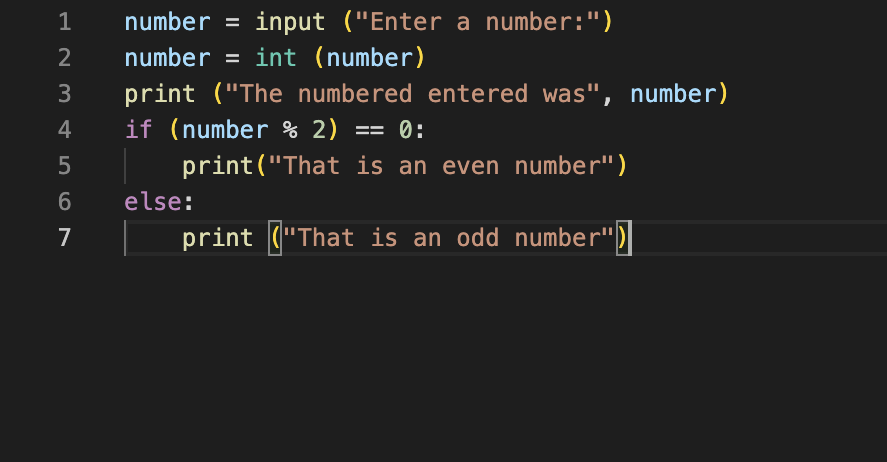 1 number = input ("Enter a number:")
2 number = int (number)
3 print ("The numbered entered was", number)
4 if (number % 2) == 0:
5     print("That is an even number")
6 else:
7     print ("That is an odd number")